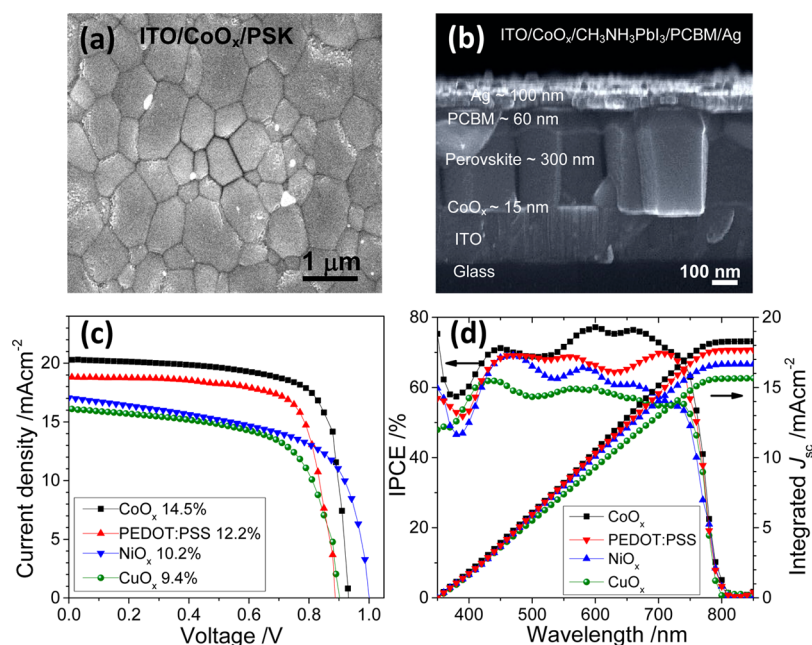 (a)
ITO/CoOₓ/PSK
1 μm
(b)
ITO/CoOₓ/CH₃NH₃PbI₃/PCBM/Ag
Ag ~ 100 nm
PCBM ~ 60 nm
Perovskite ~ 300 nm
CoOₓ ~ 15 nm
ITO
Glass
100 nm
(c)
Current density /mAcm⁻²
20
15
10
5
0
CoOₓ 14.5%
PEDOT:PSS 12.2%
NiOₓ 10.2%
CuOₓ 9.4%
0.0 0.2 0.4 0.6 0.8 1.0
Voltage /V
(d)
IPCE /%
80
60
40
20
0
CoOₓ
PEDOT:PSS
NiOₓ
CuOₓ
20
15
10
5
0
Integrated Jsc /mAcm⁻²
400 500 600 700 800
Wavelength /nm